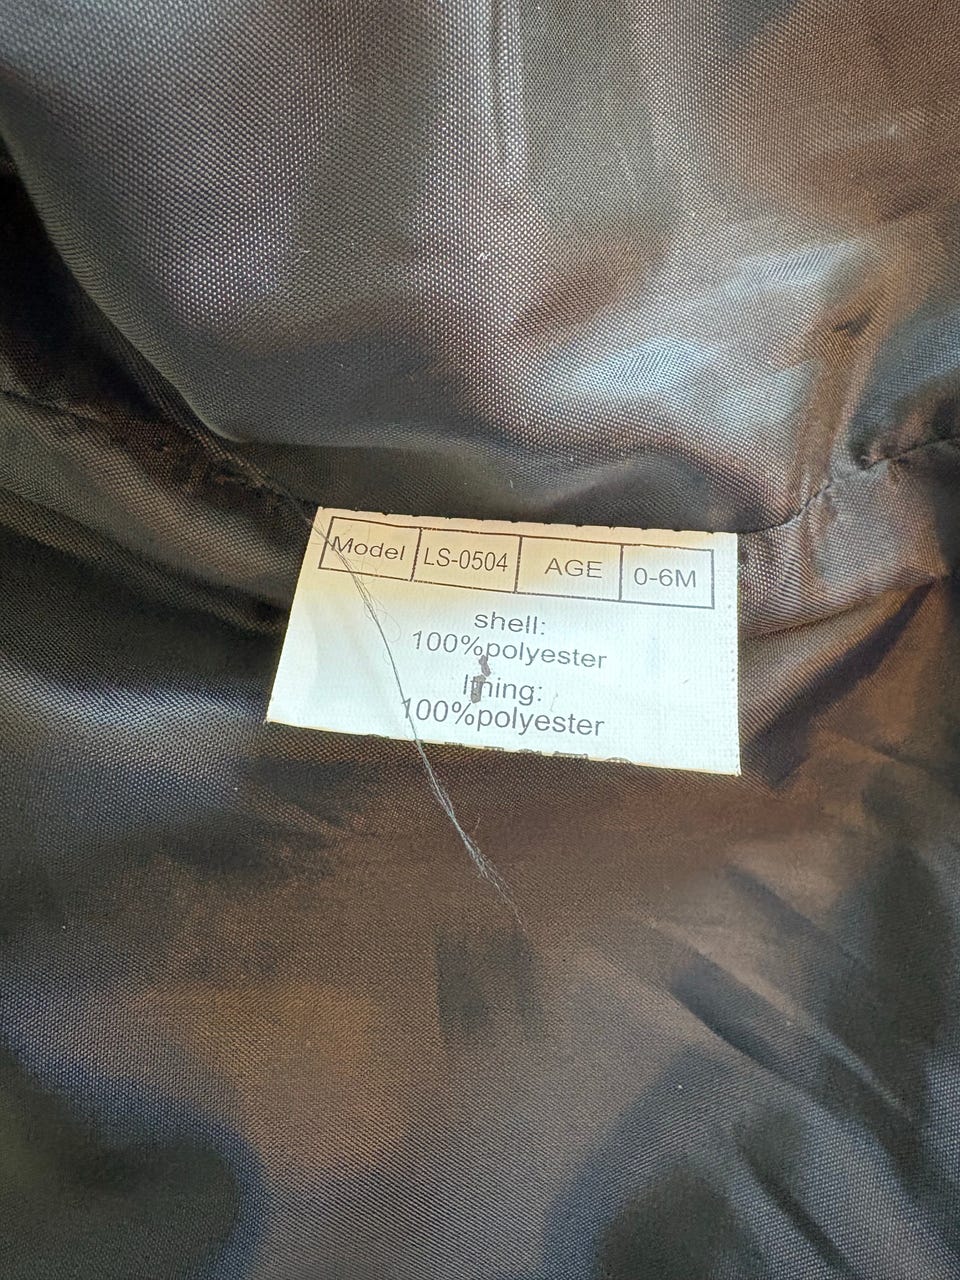 Model LS-0504 AGE 0-6M
shell:
100%polyester
lining:
100%polyester